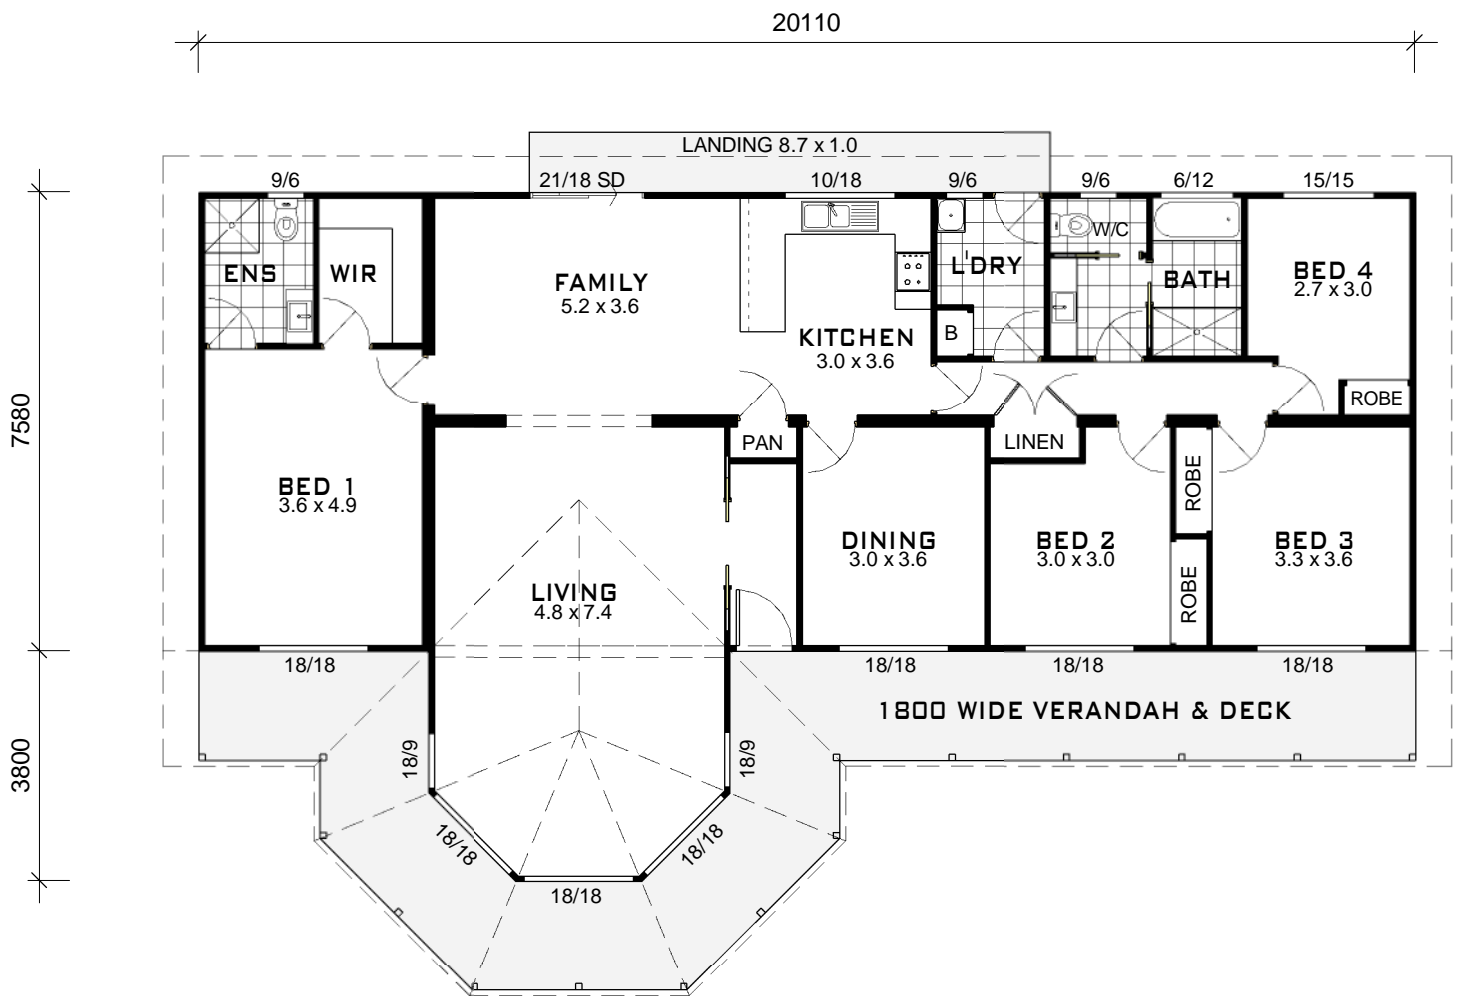 20110
LANDING 8.7 x 1.0
9/6
21/18 SD
10/18
9/6
9/6
6/12
15/15
W/C
ENS
WIR
FAMILY
5.2 x 3.6
L'DRY
BATH
BED 4
2.7 x 3.0
KITCHEN
3.0 x 3.6
B
ROBE
7580
PAN
LINEN
BED 1
3.6 x 4.9
ROBE
DINING
3.0 x 3.6
BED 2
3.0 x 3.0
BED 3
3.3 x 3.6
LIVING
4.8 x 7.4
ROBE
18/18
18/18
18/18
18/18
1800 WIDE VERANDAH & DECK
3800
18/9
18/9
18/18
18/18
18/18